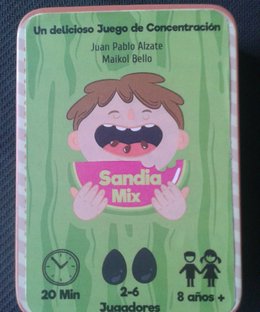 Un delicioso Juego de Concentración
Juan Pablo Alzate
Maikol Bello
Sandia
Mix
20 Min
2-6
Jugadores
8 años +